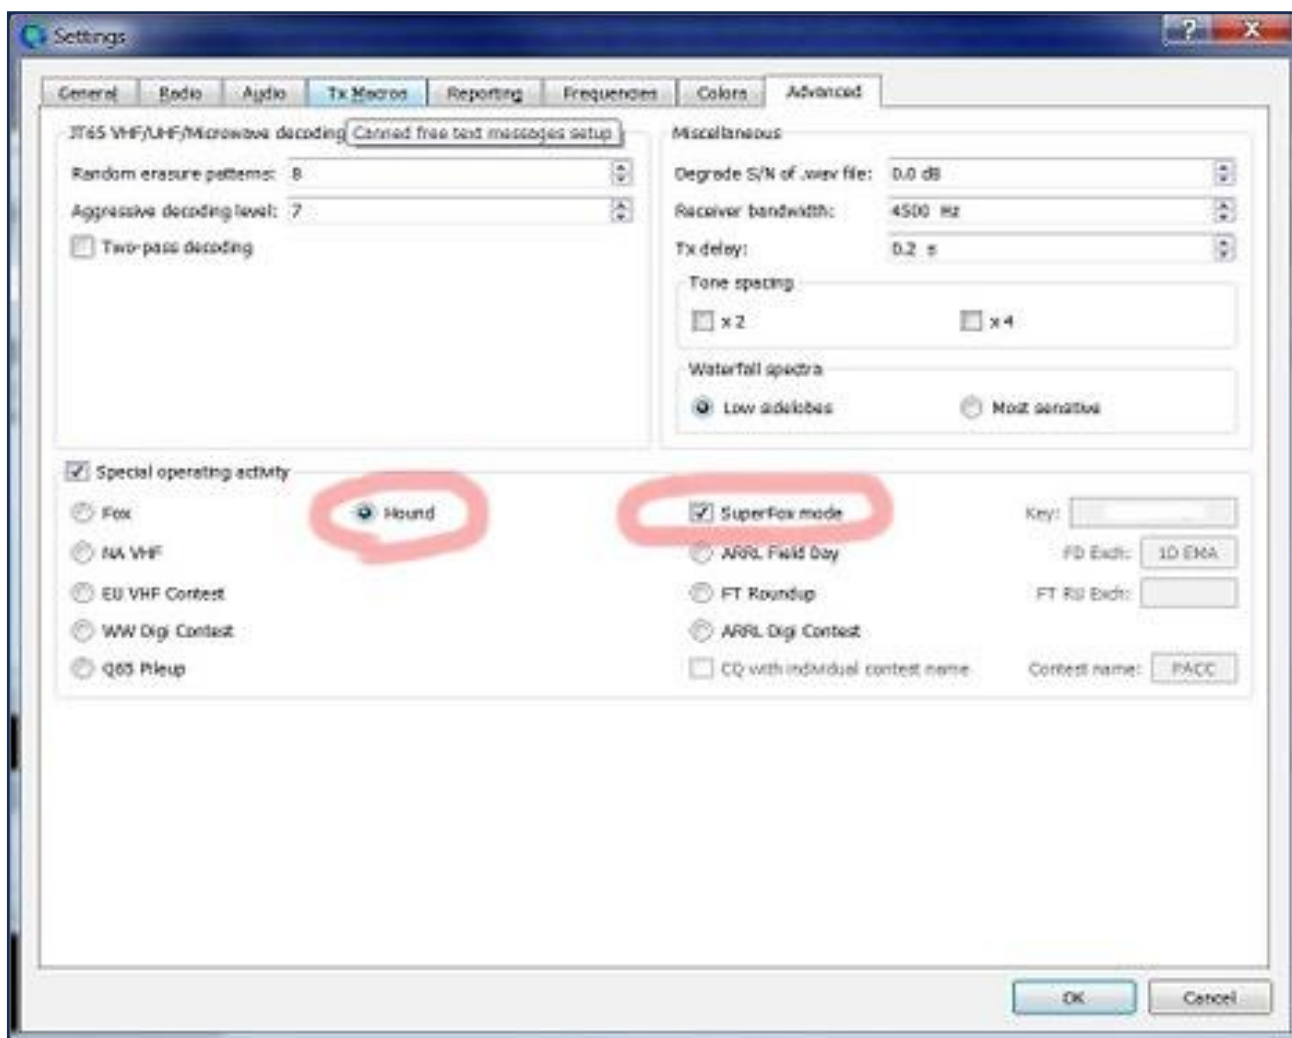 Settings
General Radio Audio Tx Macros Reporting Frequencies Colors Advanced
JT65 VHF/UHF/Microwave decoding Canned free text messages setup
Random erasure patterns: 8
Aggressive decoding level: 7
Two-pass decoding
Miscellaneous
Degrade S/N of .wav file: 0.0 dB
Receiver bandwidth: 4500 Hz
Tx delay: 0.2 s
Tone spacing
x 2 x 4
Waterfall spectra
Low sidelobes Most sensitive
Special operating activity
Fox Hound SuperFox mode Key:
NA VHF ARRL Field Day FD Exch: 1D EMA
EU VHF Contest FT Roundup FT RU Exch:
WW Digi Contest ARRL Digi Contest
Q65 Pileup CQ with individual contest name Contest name: PACC
OK Cancel